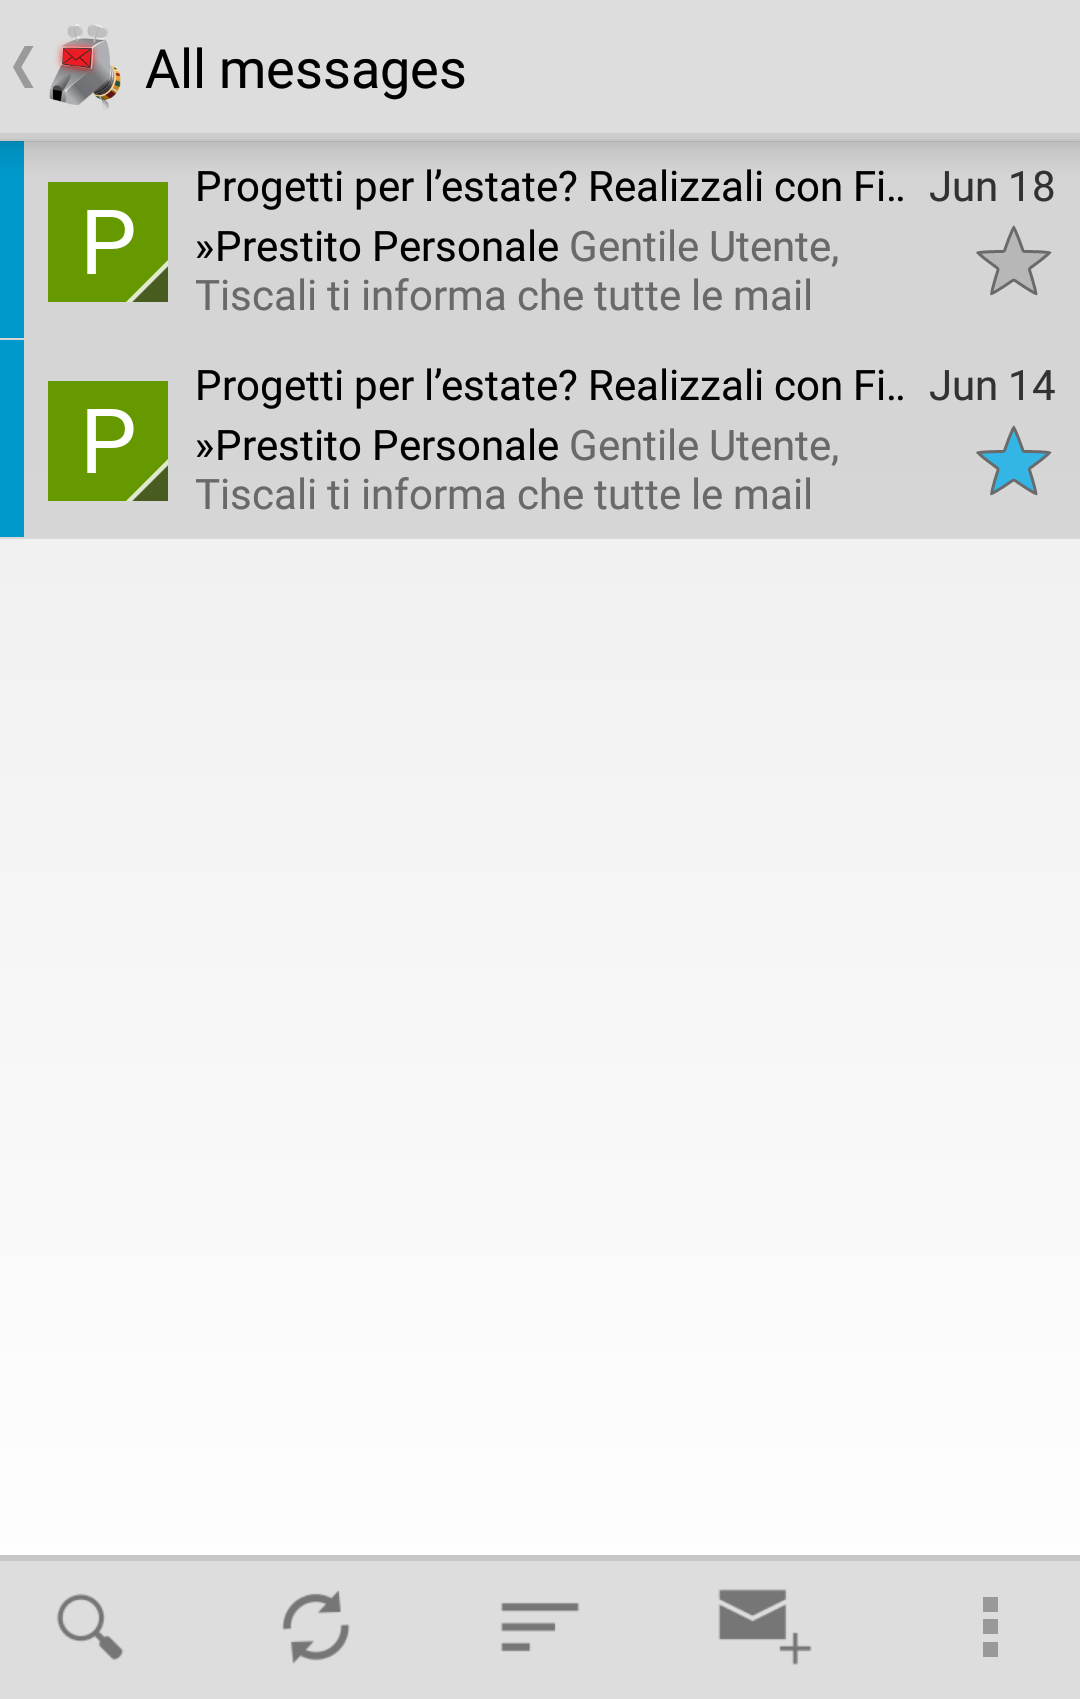 All messages
Progetti per l’estate? Realizzali con Fi.. Jun 18
P
»Prestito Personale Gentile Utente,
Tiscali ti informa che tutte le mail
Progetti per l’estate? Realizzali con Fi.. Jun 14
P
»Prestito Personale Gentile Utente,
Tiscali ti informa che tutte le mail